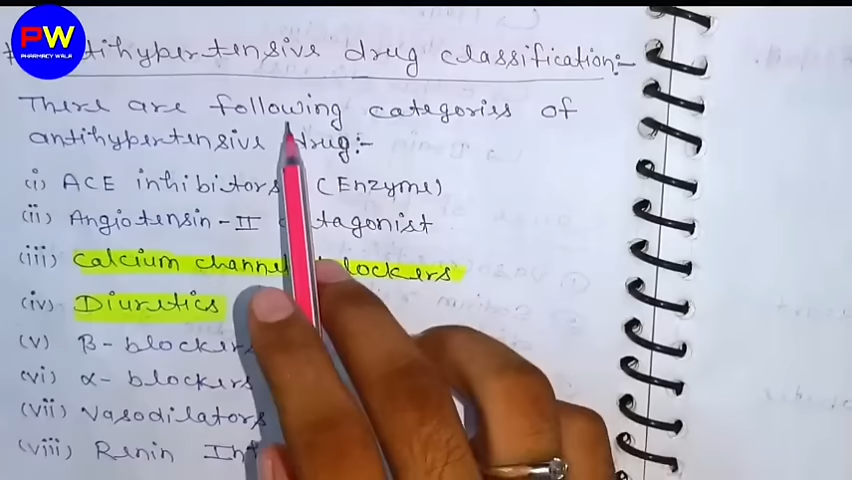 PW
PHARMACY WALA
Antihypertensive drug classification:-
There are following categories of
antihypertensive drug:-
(i) ACE inhibitors (Enzyme)
(ii) Angiotensin-II antagonist
(iii) Calcium channel blockers
(iv) Diuretics
(v) β-blockers
(vi) α-blockers
(vii) Vasodilators
(viii) Renin